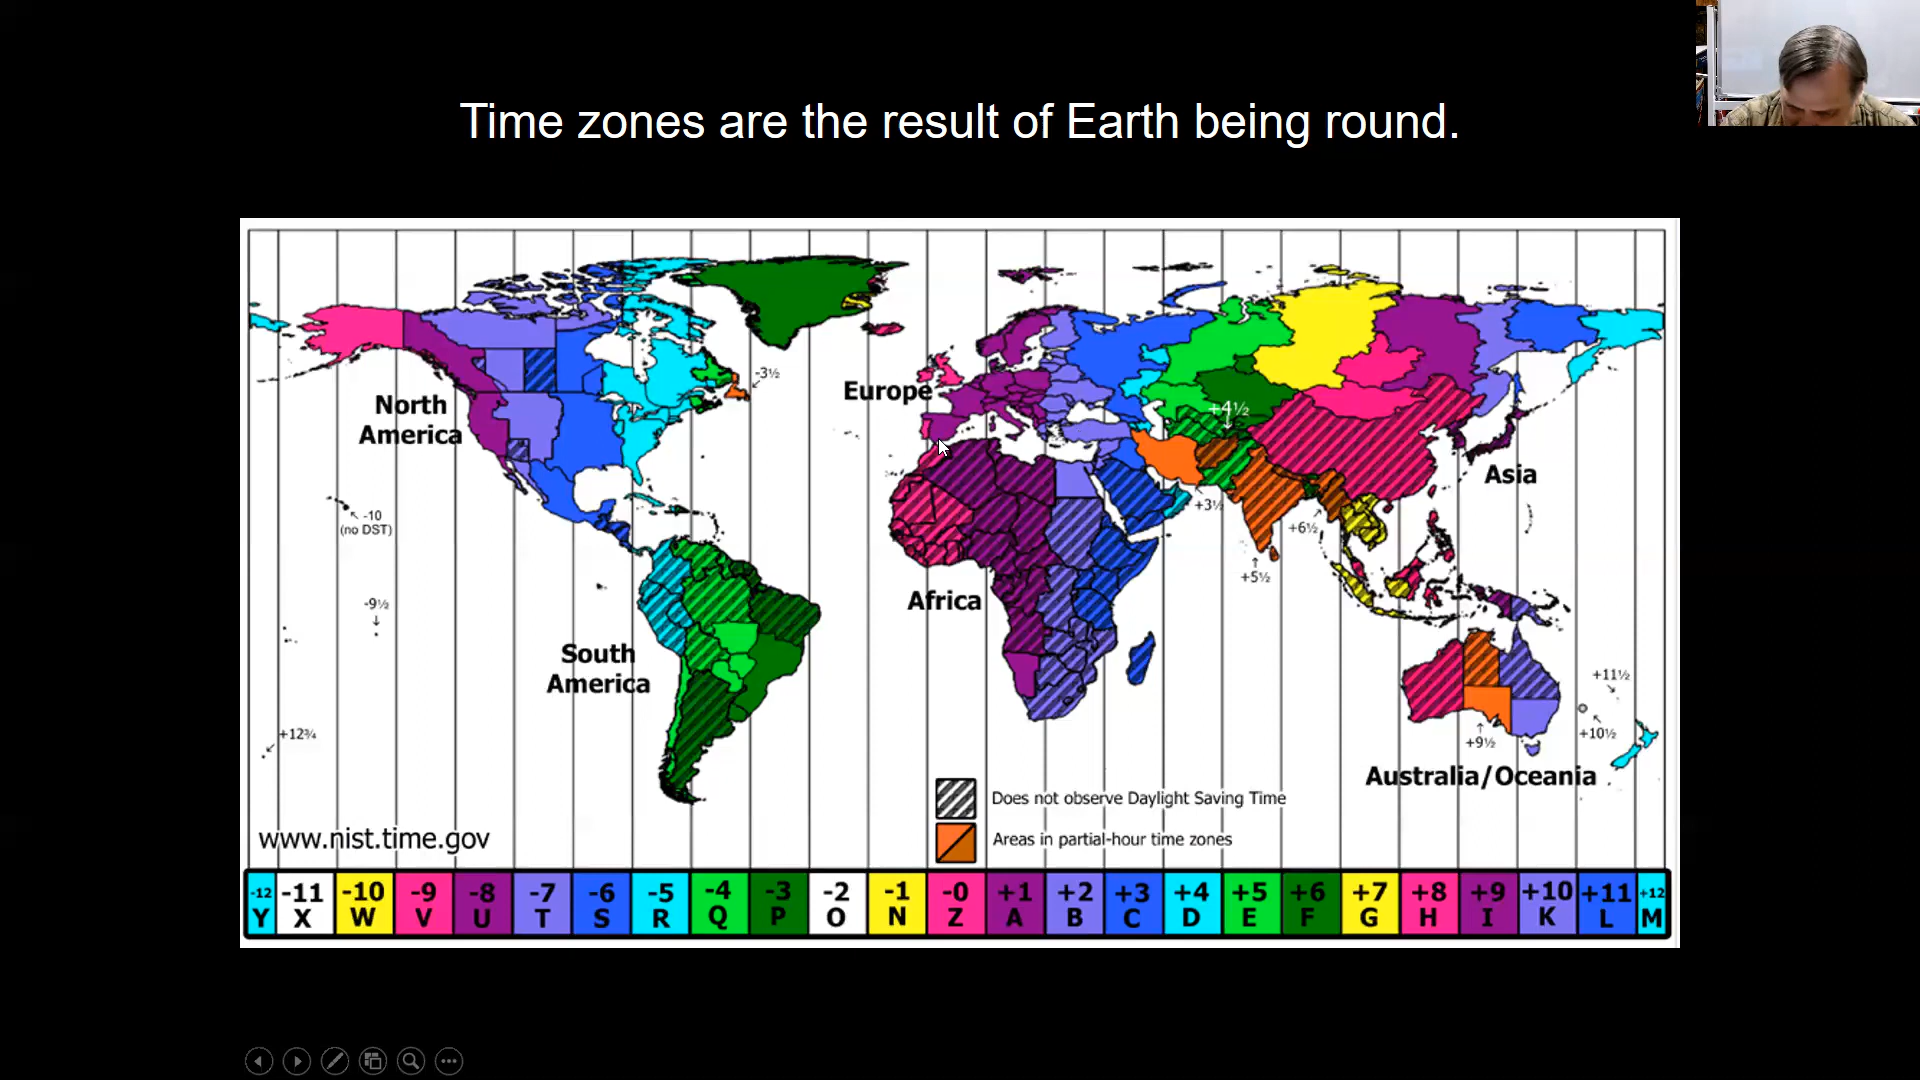 Time zones are the result of Earth being round.
North
America
-3½
Europe
+4½
Asia
-10
(no DST)
+3½
+6½
+5½
Africa
-9½
South
America
+11½
+12¾
+10½
+9½
Australia/Oceania
Does not observe Daylight Saving Time
www.nist.time.gov
Areas in partial-hour time zones
-12 -11 -10 -9 -8 -7 -6 -5 -4 -3 -2 -1 -0 +1 +2 +3 +4 +5 +6 +7 +8 +9 +10 +11 +12
Y X W V U T S R Q P O N Z A B C D E F G H I K L M